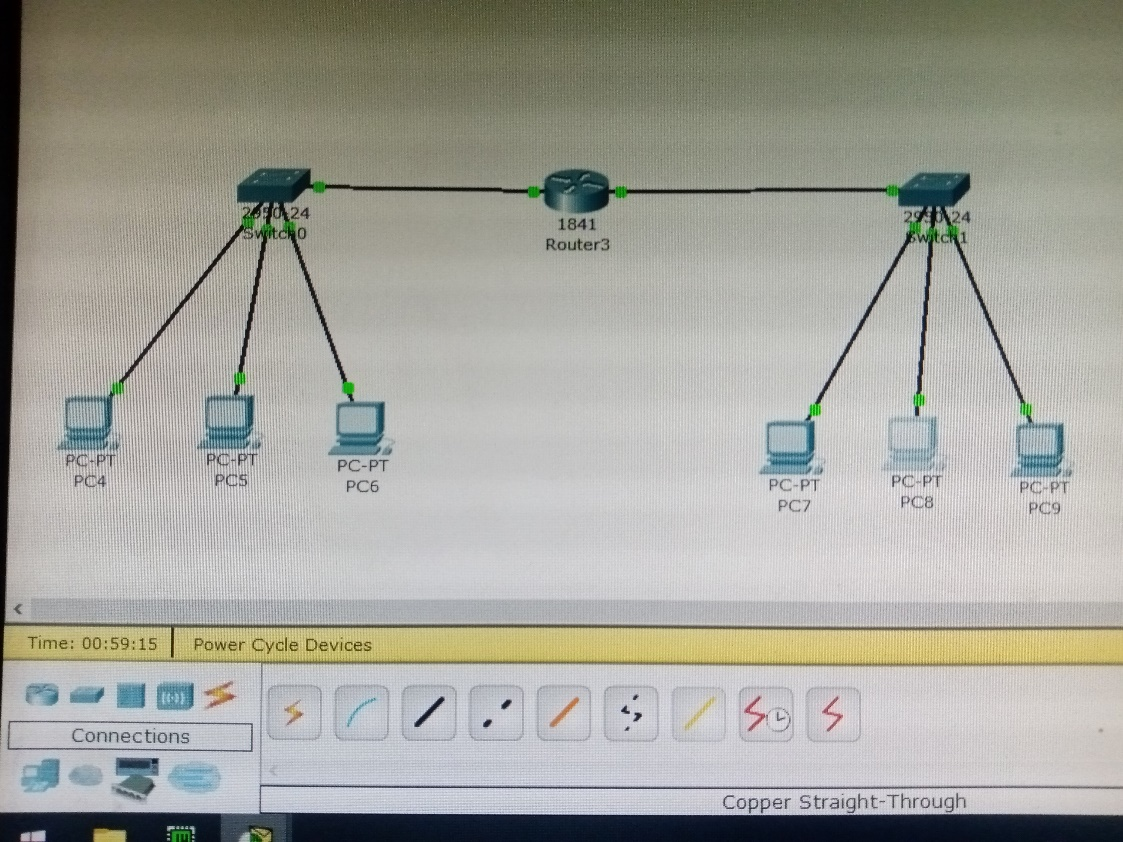 2950-24
Switch0
1841
Router3
2950-24
Switch1
PC-PT
PC4
PC-PT
PC5
PC-PT
PC6
PC-PT
PC7
PC-PT
PC8
PC-PT
PC9
Time: 00:59:15
Power Cycle Devices
Connections
Copper Straight-Through